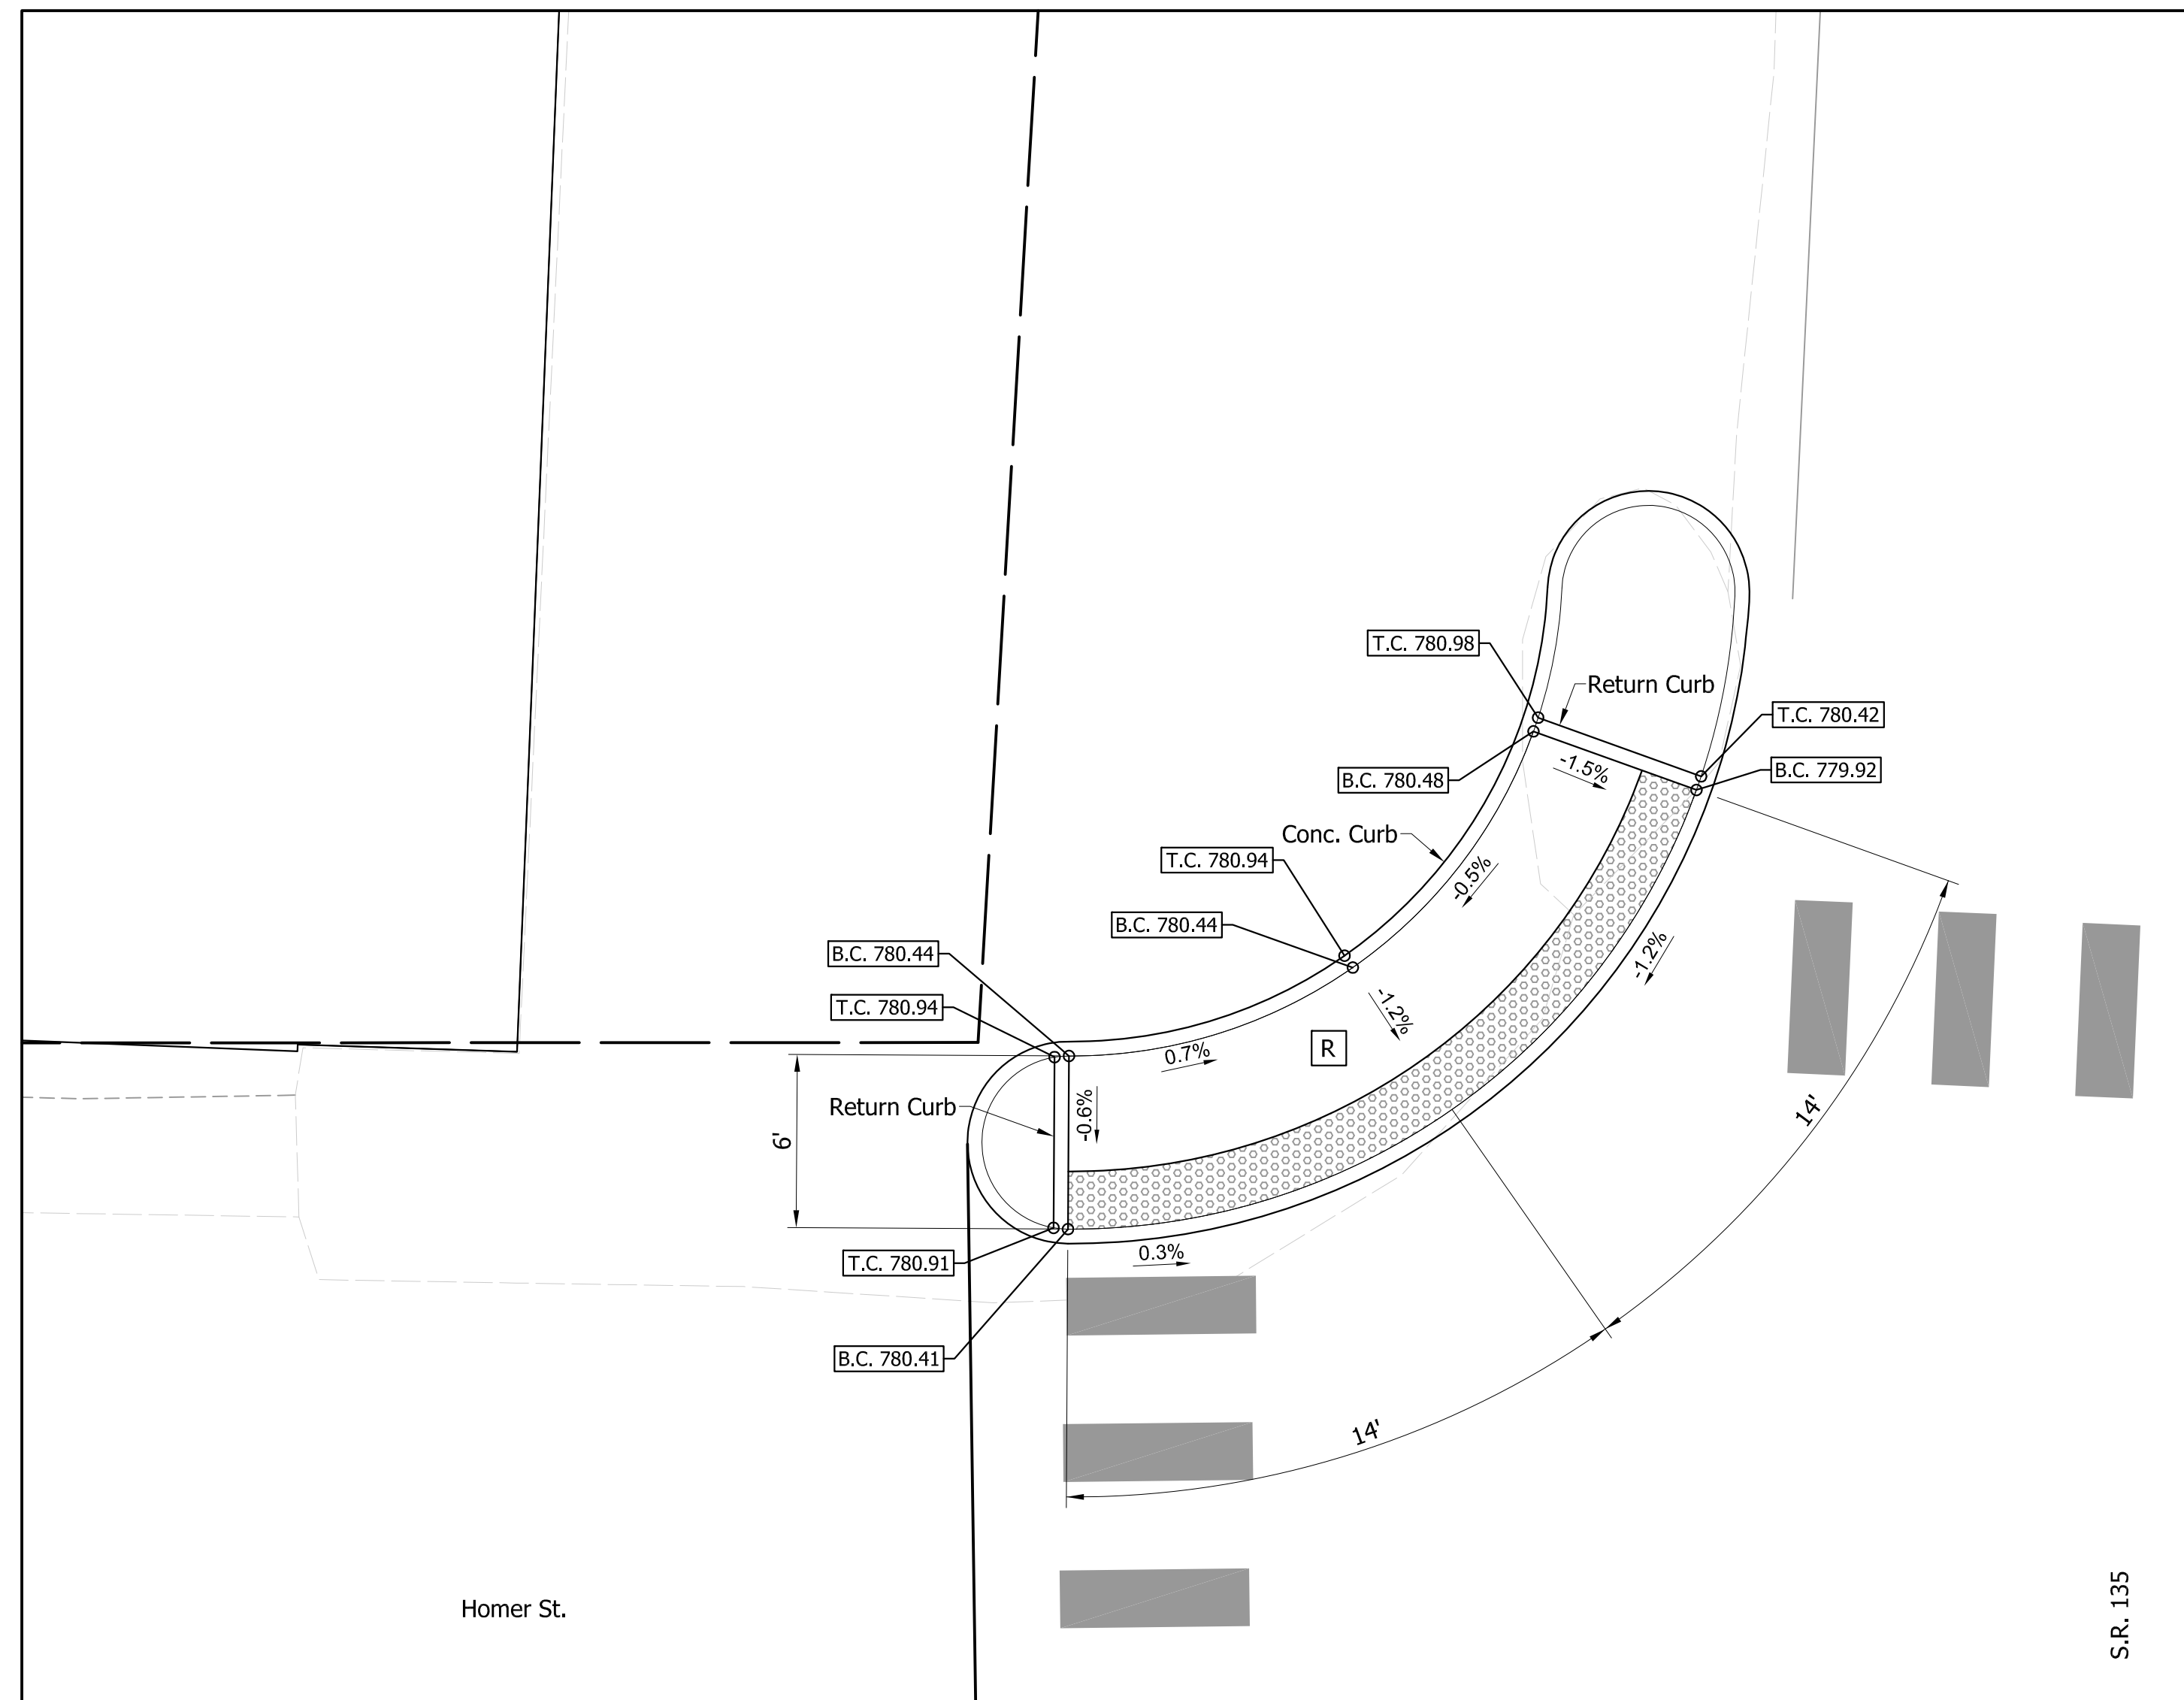 T.C. 780.98
Return Curb
T.C. 780.42
B.C. 779.92
B.C. 780.48
-1.5%
Conc. Curb
T.C. 780.94
-0.5%
B.C. 780.44
-1.2%
B.C. 780.44
T.C. 780.94
-1.2%
R
0.7%
Return Curb
-0.6%
6'
14'
T.C. 780.91
0.3%
B.C. 780.41
14'
Homer St.
S.R. 135